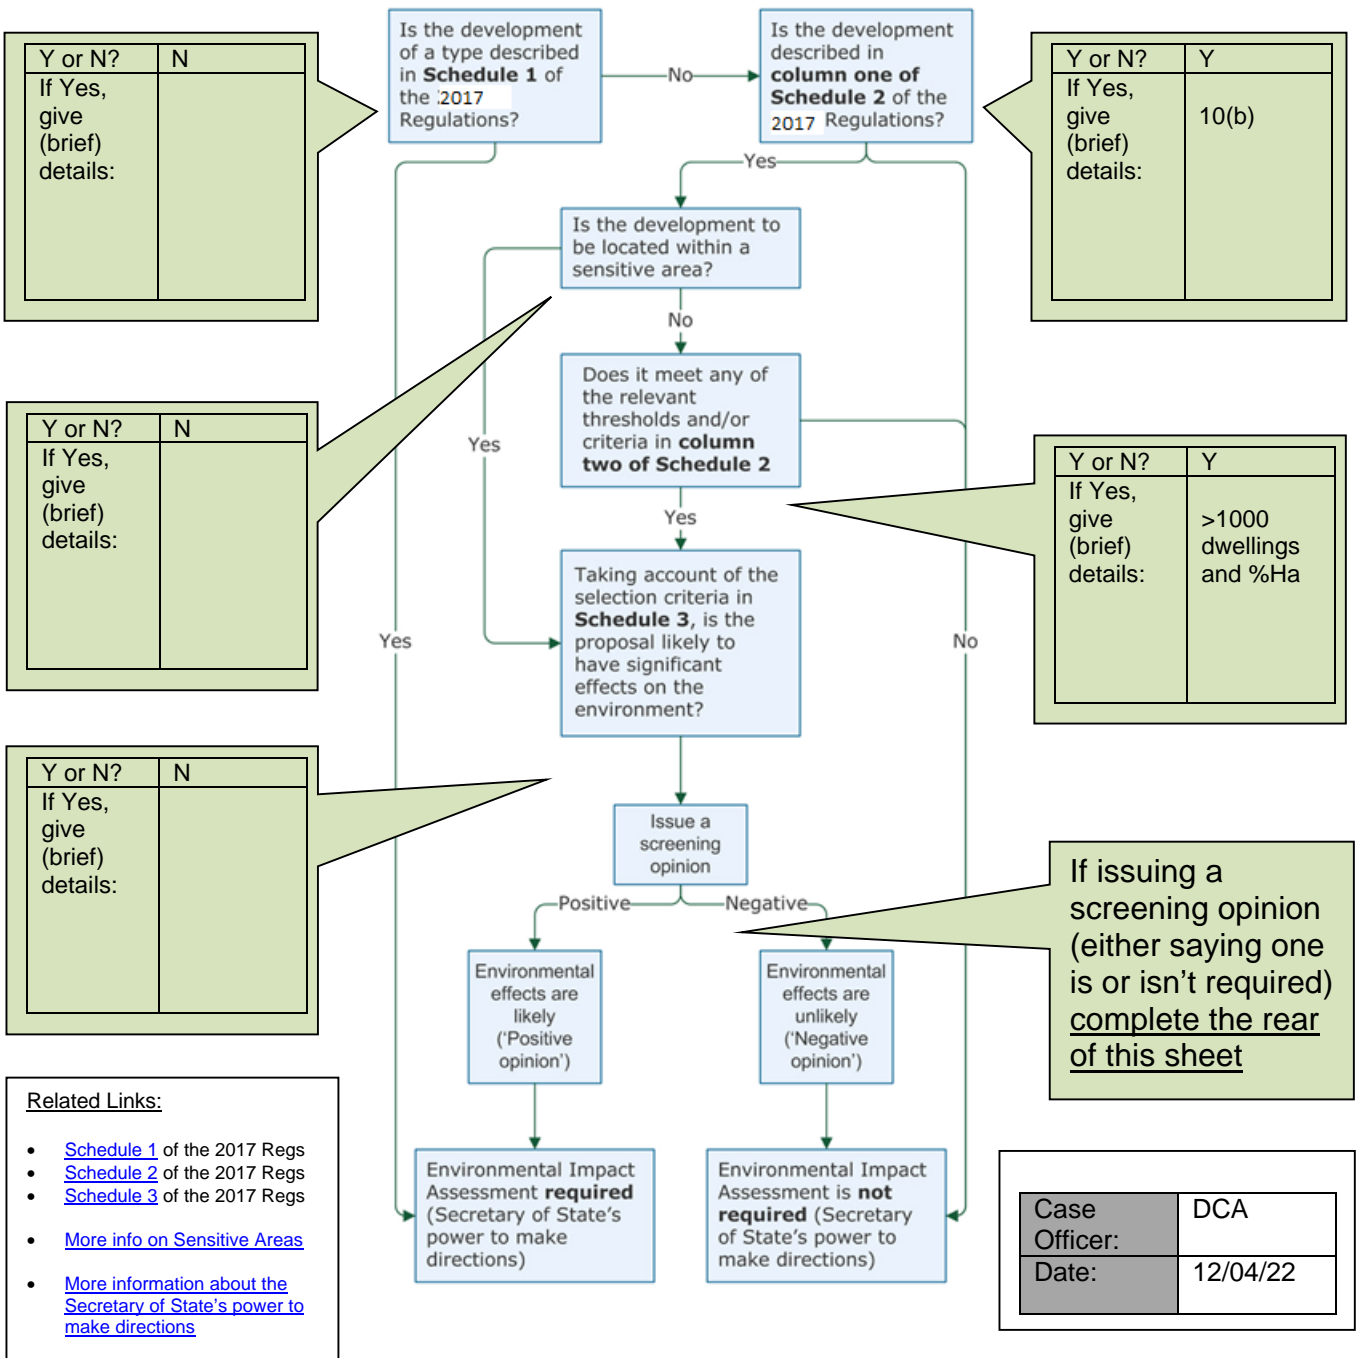 Is the development
of a type described
in Schedule 1 of
the 2017
Regulations?
No
Is the development
described in
column one of
Schedule 2 of the
2017 Regulations?
Y or N? N
If Yes,
give
(brief)
details:
Y or N? Y
If Yes,
give
(brief)
details:
10(b)
Yes
Is the development to
be located within a
sensitive area?
No
Does it meet any of
the relevant
thresholds and/or
criteria in column
two of Schedule 2
Y or N? N
If Yes,
give
(brief)
details:
Yes
Yes
Y or N? Y
If Yes,
give
(brief)
details:
>1000
dwellings
and %Ha
Taking account of the
selection criteria in
Schedule 3, is the
proposal likely to
have significant
effects on the
environment?
Yes
No
Y or N? N
If Yes,
give
(brief)
details:
Issue a
screening
opinion
Positive
Negative
If issuing a
screening opinion
(either saying one
is or isn’t required)
complete the rear
of this sheet
Environmental
effects are
likely
(‘Positive
opinion’)
Environmental
effects are
unlikely
(‘Negative
opinion’)
Related Links:
• Schedule 1 of the 2017 Regs
• Schedule 2 of the 2017 Regs
• Schedule 3 of the 2017 Regs
• More info on Sensitive Areas
• More information about the
Secretary of State’s power to
make directions
Environmental Impact
Assessment required
(Secretary of State’s
power to make
directions)
Environmental Impact
Assessment is not
required (Secretary
of State’s power to
make directions)
Case
Officer:
DCA
Date: 12/04/22